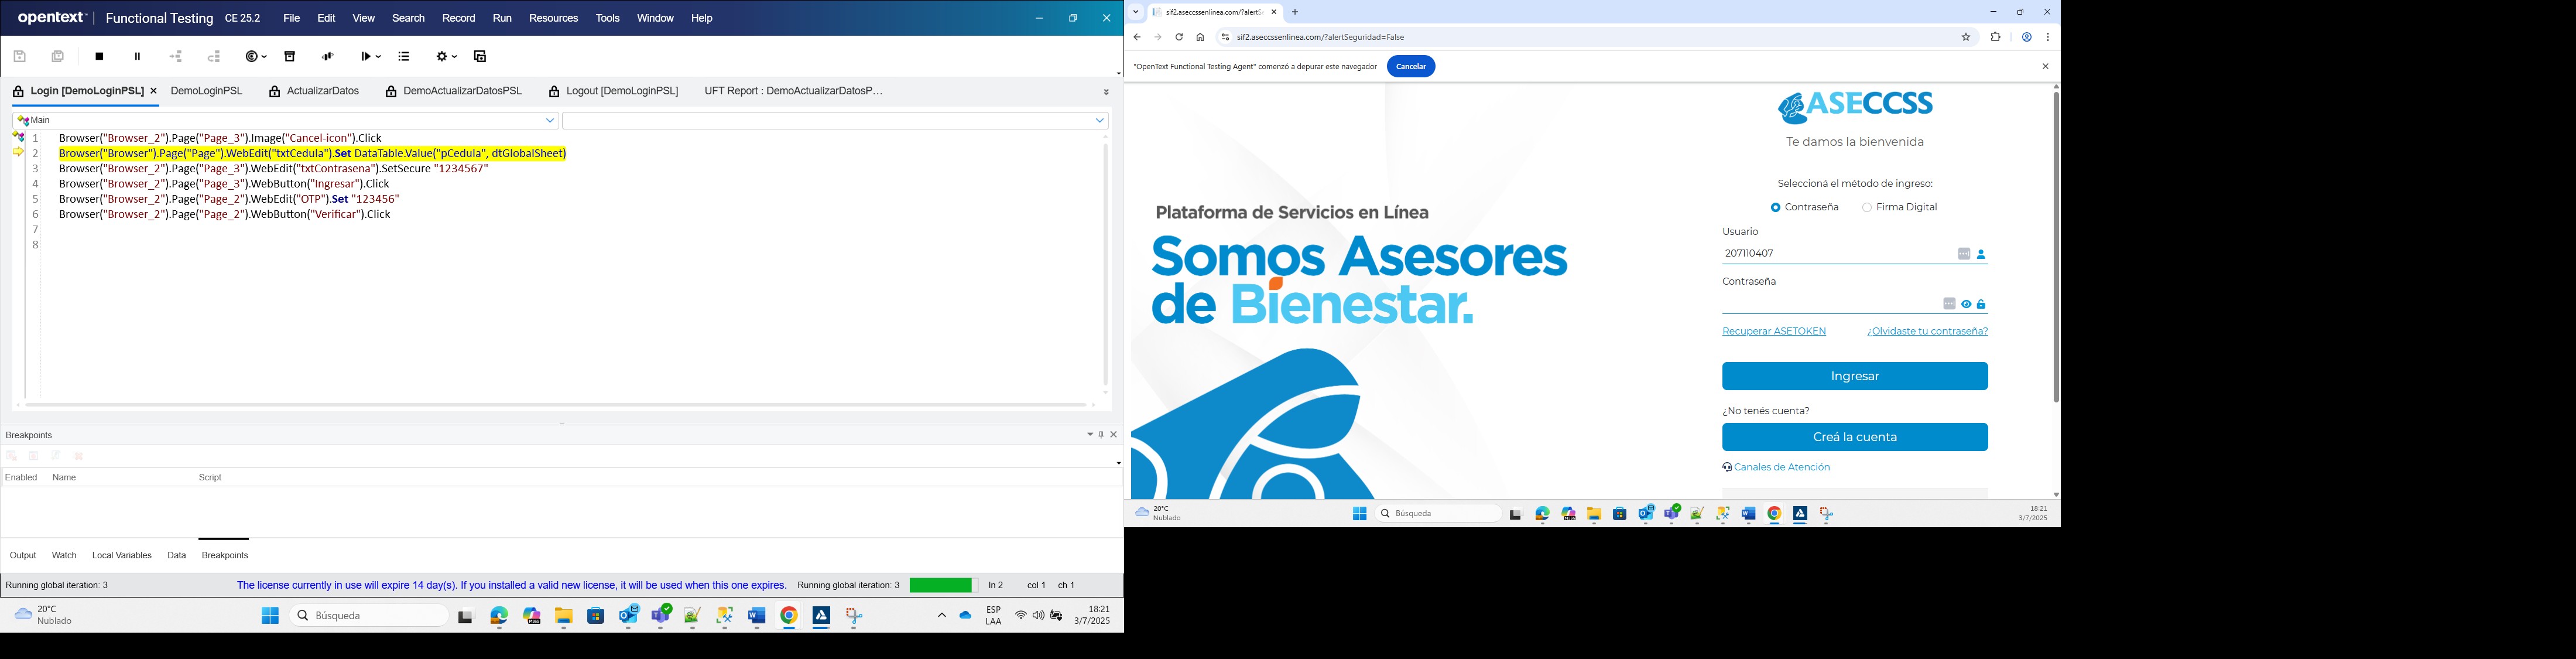 opentext | Functional Testing CE 25.2 File Edit View Search Record Run Resources Tools Window Help
Login [DemoLoginPSL] DemoLoginPSL ActualizarDatos DemoActualizarDatosPSL Logout [DemoLoginPSL] UFT Report : DemoActualizarDatosP…
Main
1 Browser("Browser_2").Page("Page_3").Image("Cancel-icon").Click
2 Browser("Browser").Page("Page").WebEdit("txtCedula").Set DataTable.Value("pCedula", dtGlobalSheet)
3 Browser("Browser_2").Page("Page_3").WebEdit("txtContrasena").SetSecure "1234567"
4 Browser("Browser_2").Page("Page_3").WebButton("Ingresar").Click
5 Browser("Browser_2").Page("Page_2").WebEdit("OTP").Set "123456"
6 Browser("Browser_2").Page("Page_2").WebButton("Verificar").Click
7
8
Breakpoints
Enabled Name Script
Output Watch Local Variables Data Breakpoints
Running global iteration: 3 The license currently in use will expire 14 day(s). If you installed a valid new license, it will be used when this one expires. Running global iteration: 3 ln 2 col 1 ch 1
20°C
Nublado
Búsqueda
ESP
LAA
18:21
3/7/2025
sif2.aseccssenlinea.com/?alertS
sif2.aseccssenlinea.com/?alertSeguridad=False
"OpenText Functional Testing Agent" comenzó a depurar este navegador Cancelar
ASECCSS
Te damos la bienvenida
Seleccioná el método de ingreso:
Contraseña Firma Digital
Usuario
207110407
Contraseña
Recuperar ASETOKEN ¿Olvidaste tu contraseña?
Ingresar
¿No tenés cuenta?
Creá la cuenta
Canales de Atención
Plataforma de Servicios en Línea
Somos Asesores
de Bienestar.
20°C
Nublado
Búsqueda
18:21
3/7/2025